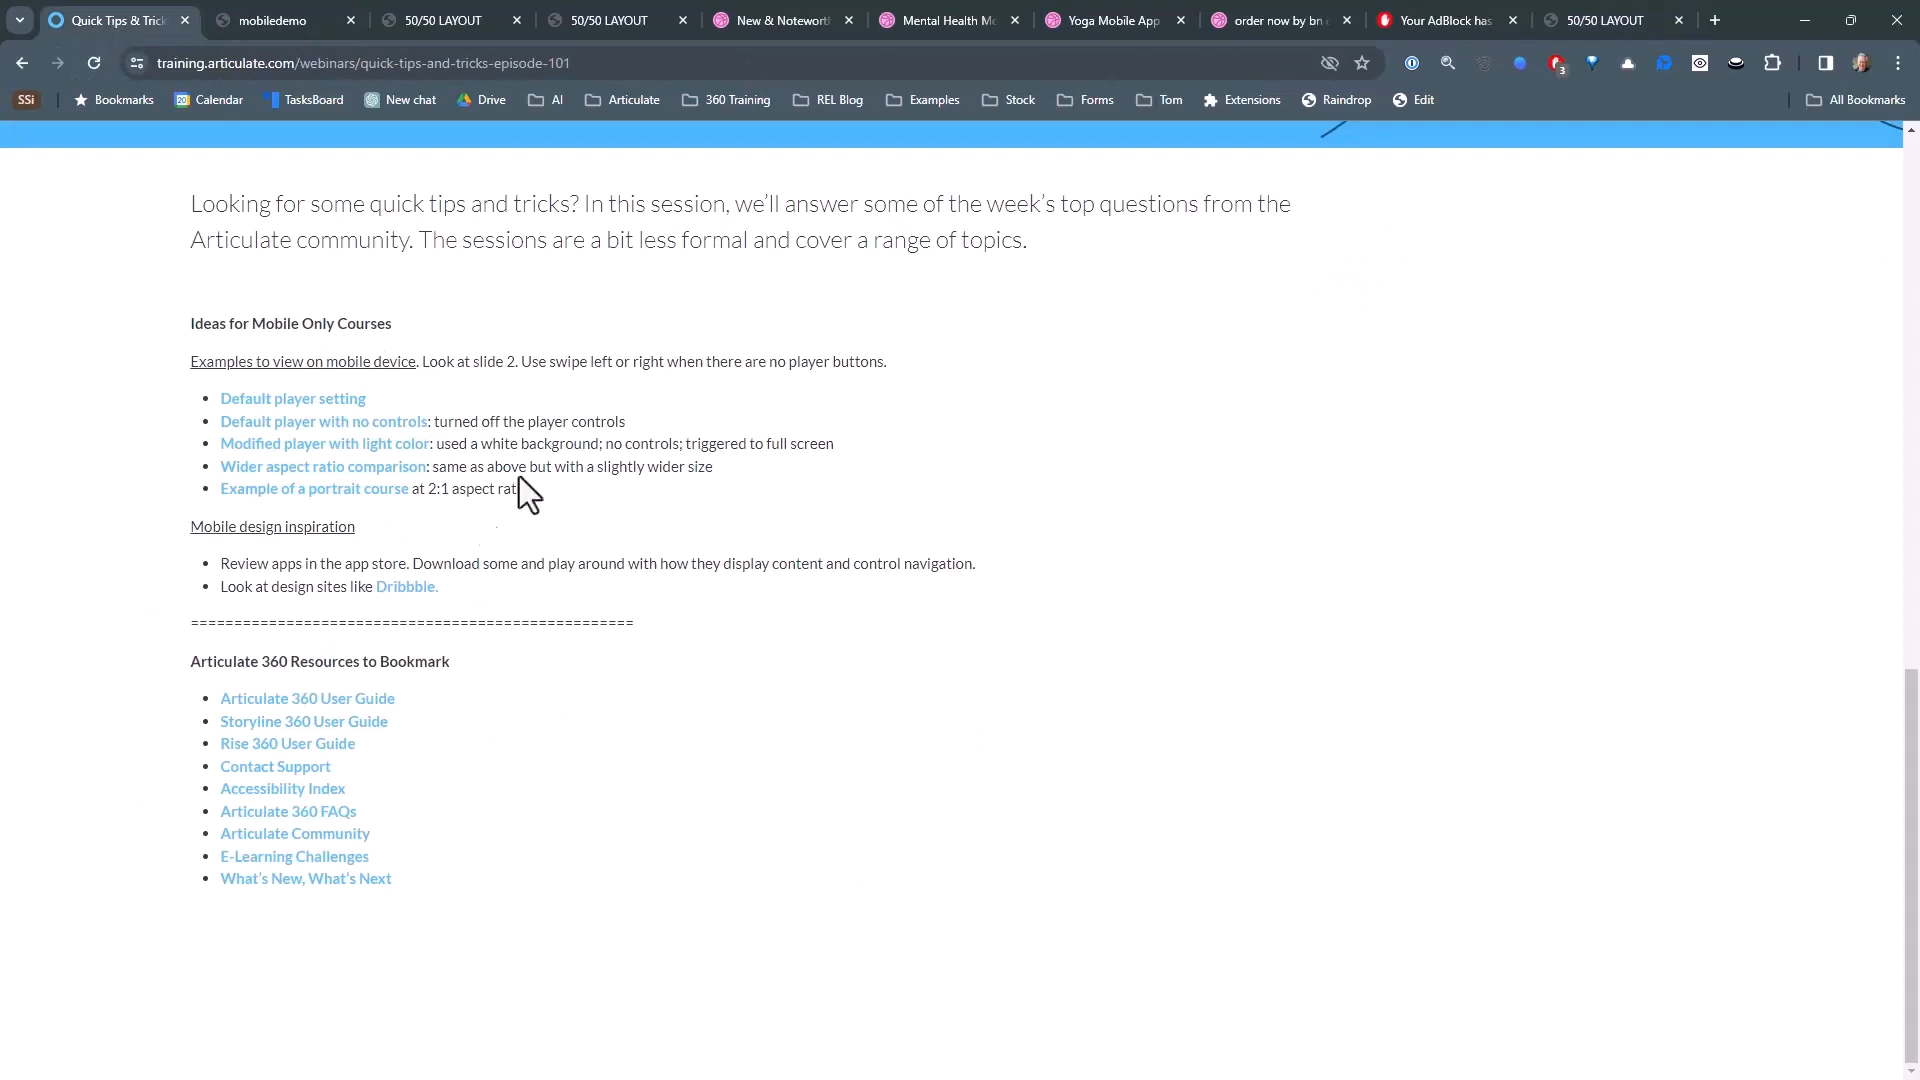 Quick Tips & Trick
mobiledemo
50/50 LAYOUT
50/50 LAYOUT
New & Noteworth
Mental Health Mo
Yoga Mobile App
order now by bn
Your AdBlock has
50/50 LAYOUT
training.articulate.com/webinars/quick-tips-and-tricks-episode-101
3
SSi
Bookmarks
20
Calendar
TasksBoard
New chat
Drive
AI
Articulate
360 Training
REL Blog
Examples
Stock
Forms
Tom
Extensions
Raindrop
Edit
All Bookmarks
Looking for some quick tips and tricks? In this session, we'll answer some of the week's top questions from the
Articulate community. The sessions are a bit less formal and cover a range of topics.
Ideas for Mobile Only Courses
Examples to view on mobile device. Look at slide 2. Use swipe left or right when there are no player buttons.
• Default player setting
• Default player with no controls: turned off the player controls
• Modified player with light color: used a white background; no controls; triggered to full screen
• Wider aspect ratio comparison: same as above but with a slightly wider size
• Example of a portrait course at 2:1 aspect rat
Mobile design inspiration
• Review apps in the app store. Download some and play around with how they display content and control navigation.
• Look at design sites like Dribbble.
===================================================
Articulate 360 Resources to Bookmark
• Articulate 360 User Guide
• Storyline 360 User Guide
• Rise 360 User Guide
• Contact Support
• Accessibility Index
• Articulate 360 FAQs
• Articulate Community
• E-Learning Challenges
• What's New, What's Next